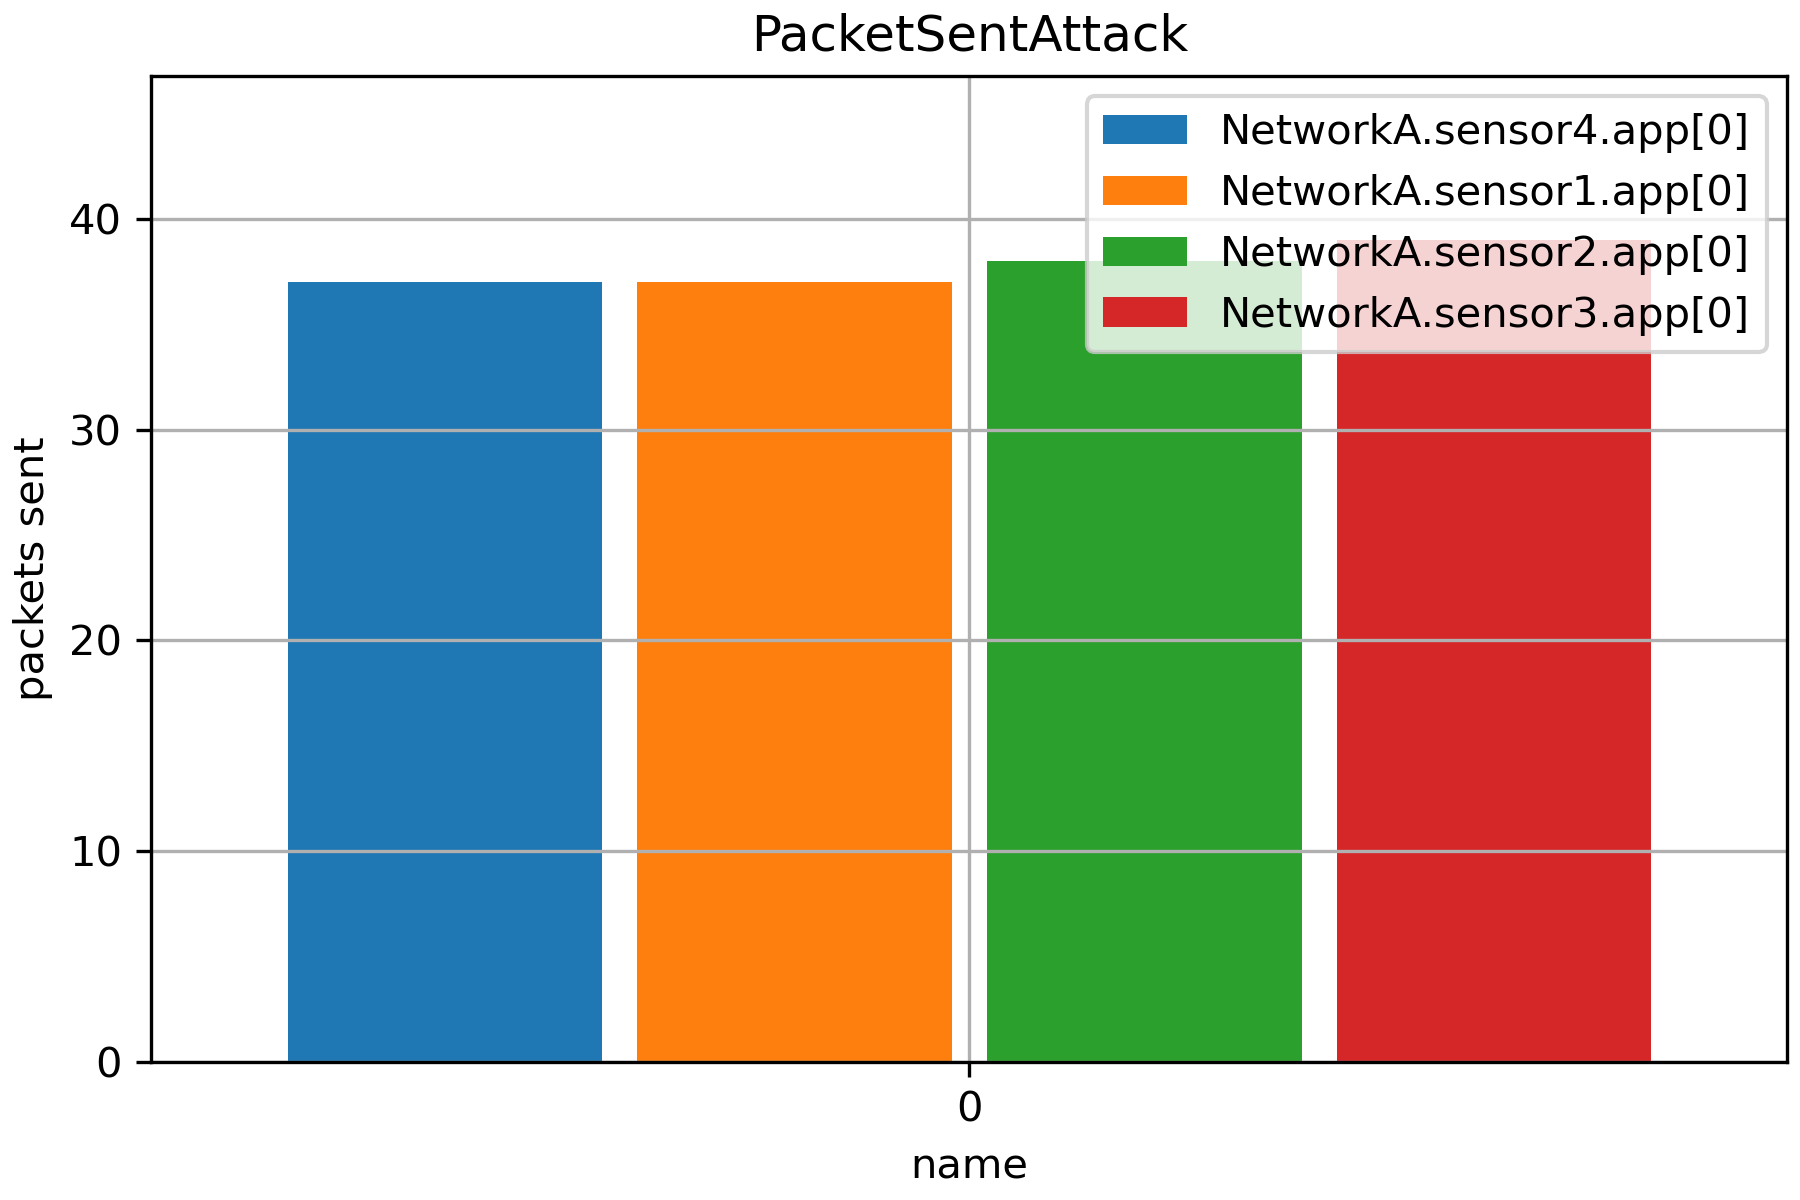 PacketSentAttack
NetworkA.sensor4.app[0]
NetworkA.sensor1.app[0]
NetworkA.sensor2.app[0]
NetworkA.sensor3.app[0]
40
30
20
10
0
packets sent
0
name